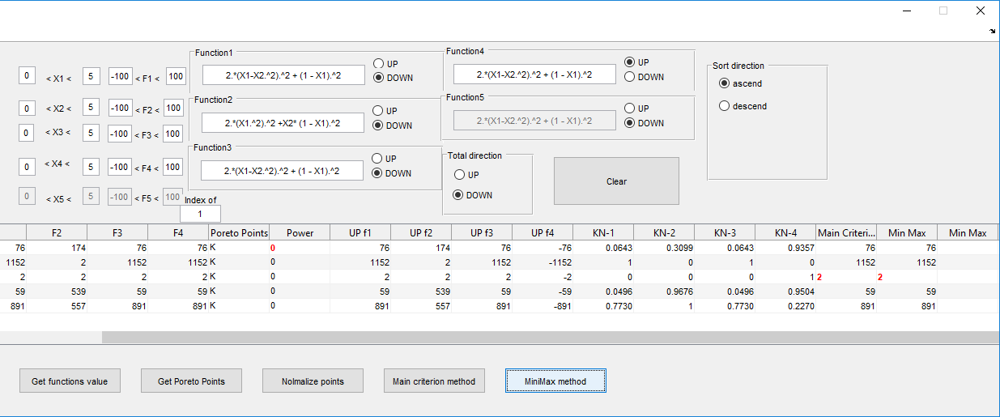 Function1
0 < X1 < 5 -100 < F1 < 100 2.*(X1-X2.^2).^2 + (1 - X1).^2 UP DOWN
Function4
2.*(X1-X2.^2).^2 + (1 - X1).^2 UP DOWN
Sort direction
ascend
descend
Function2
0 < X2 < 5 -100 < F2 < 100 2.*(X1.^2).^2 +X2* (1 - X1).^2 UP DOWN
Function5
2.*(X1-X2.^2).^2 + (1 - X1).^2 UP DOWN
0 < X3 < 5 -100 < F3 < 100
Function3
0 < X4 < 5 -100 < F4 < 100 2.*(X1-X2.^2).^2 + (1 - X1).^2 UP DOWN
Total direction
UP
DOWN
Clear
0 < X5 < 5 -100 < F5 < 100 Index of
1
F2 F3 F4 Poreto Points Power UP f1 UP f2 UP f3 UP f4 KN-1 KN-2 KN-3 KN-4 Main Criteri... Min Max Min Max
76 174 76 76 K 0 76 174 76 -76 0.0643 0.3099 0.0643 0.9357 76 76
1152 2 1152 1152 K 0 1152 2 1152 -1152 1 0 1 0 1152 1152
2 2 2 2 K 0 2 2 2 -2 0 0 0 1 2 2
59 539 59 59 K 0 59 539 59 -59 0.0496 0.9676 0.0496 0.9504 59 59
891 557 891 891 K 0 891 557 891 -891 0.7730 1 0.7730 0.2270 891 891
Get functions value Get Poreto Points Nolmalize points Main criterion method MiniMax method